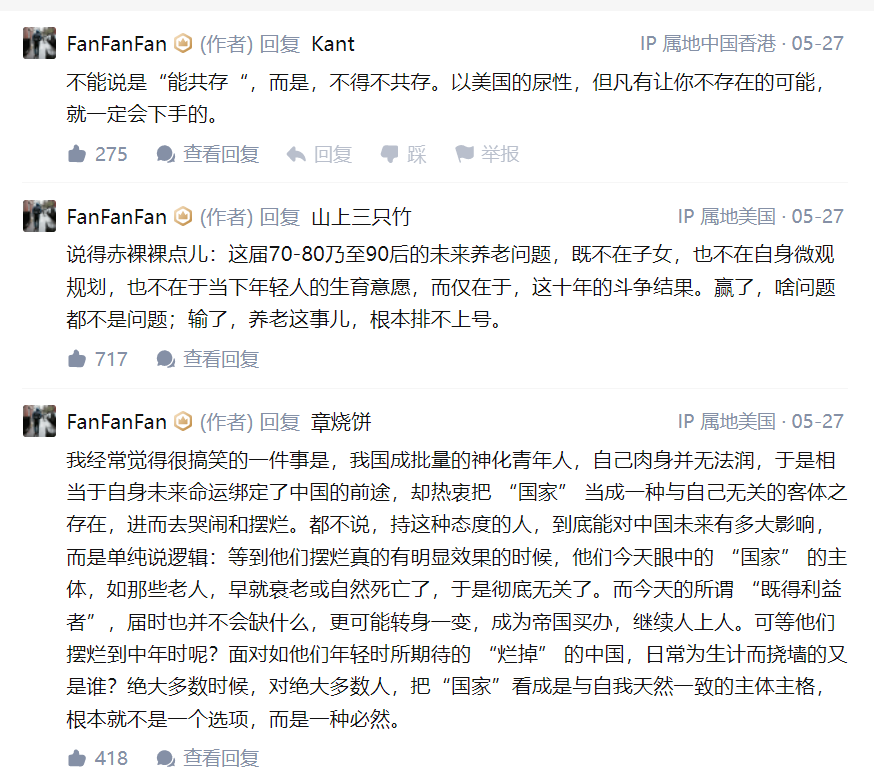 FanFanFan (作者) 回复 Kant IP 属地中国香港 · 05-27
不能说是“能共存“，而是，不得不共存。以美国的尿性，但凡有让你不存在的可能，
就一定会下手的。
275 查看回复 回复 踩 举报
FanFanFan (作者) 回复 山上三只竹 IP 属地美国 · 05-27
说得赤裸裸点儿：这届70-80乃至90后的未来养老问题，既不在子女，也不在自身微观
规划，也不在于当下年轻人的生育意愿，而仅在于，这十年的斗争结果。赢了，啥问题
都不是问题；输了，养老这事儿，根本排不上号。
717 查看回复
FanFanFan (作者) 回复 章烧饼 IP 属地美国 · 05-27
我经常觉得很搞笑的一件事是，我国成批量的神化青年人，自己肉身并无法润，于是相
当于自身未来命运绑定了中国的前途，却热衷把 “国家” 当成一种与自己无关的客体之
存在，进而去哭闹和摆烂。都不说，持这种态度的人，到底能对中国未来有多大影响，
而是单纯说逻辑：等到他们摆烂真的有明显效果的时候，他们今天眼中的 “国家” 的主
体，如那些老人，早就衰老或自然死亡了，于是彻底无关了。而今天的所谓 “既得利益
者”，届时也并不会缺什么，更可能转身一变，成为帝国买办，继续人上人。可等他们
摆烂到中年时呢？面对如他们年轻时所期待的 “烂掉” 的中国，日常为生计而挠墙的又
是谁？绝大多数时候，对绝大多数人，把“国家”看成是与自我天然一致的主体主格，
根本就不是一个选项，而是一种必然。
418 查看回复